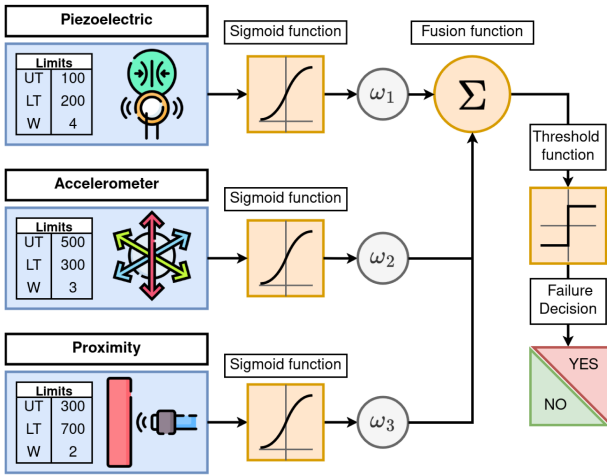 Piezoelectric
Sigmoid function
Fusion function
Limits
UT 100
LT 200
W 4
ω1
Σ
Threshold
function
Accelerometer
Sigmoid function
Limits
UT 500
LT 300
W 3
ω2
Failure
Decision
Proximity
Sigmoid function
YES
NO
Limits
UT 300
LT 700
W 2
ω3